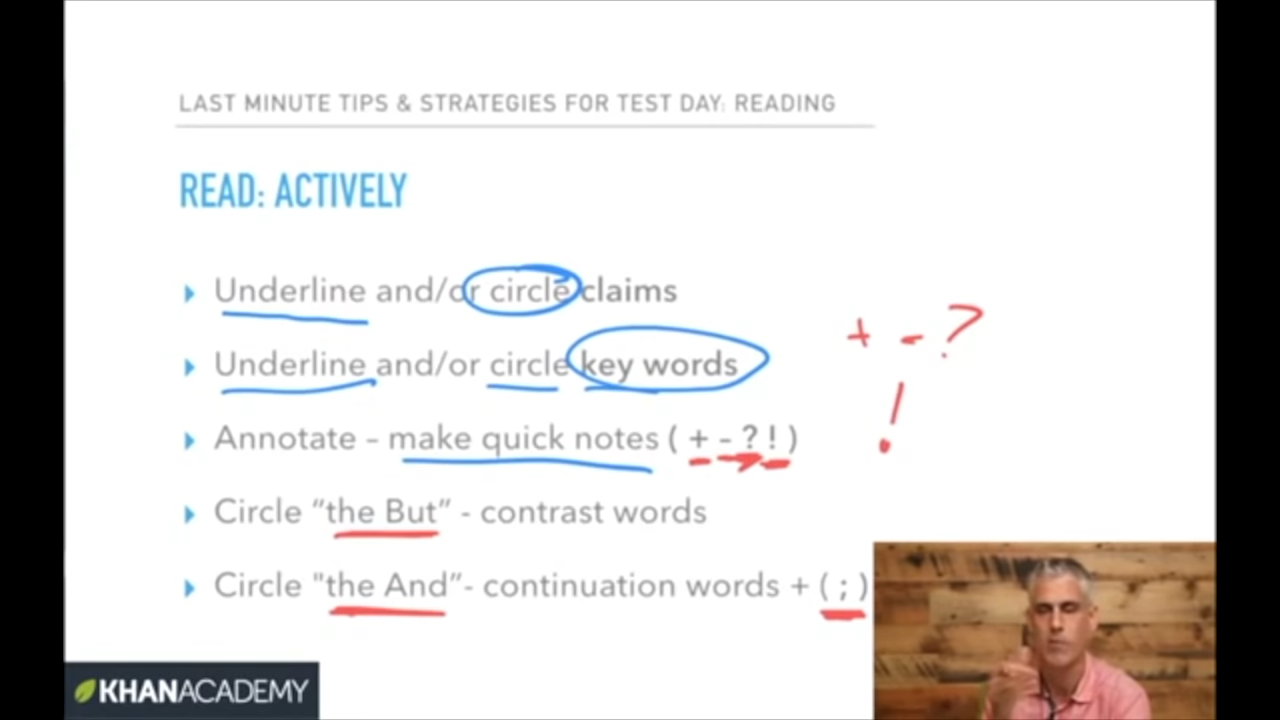 LAST MINUTE TIPS & STRATEGIES FOR TEST DAY: READING
READ: ACTIVELY
Underline and/or circle claims
Underline and/or circle key words
+ - ?
!
Annotate – make quick notes ( + – ? ! )
Circle “the But” - contrast words
Circle "the And”- continuation words + ( ; )
KHANACADEMY